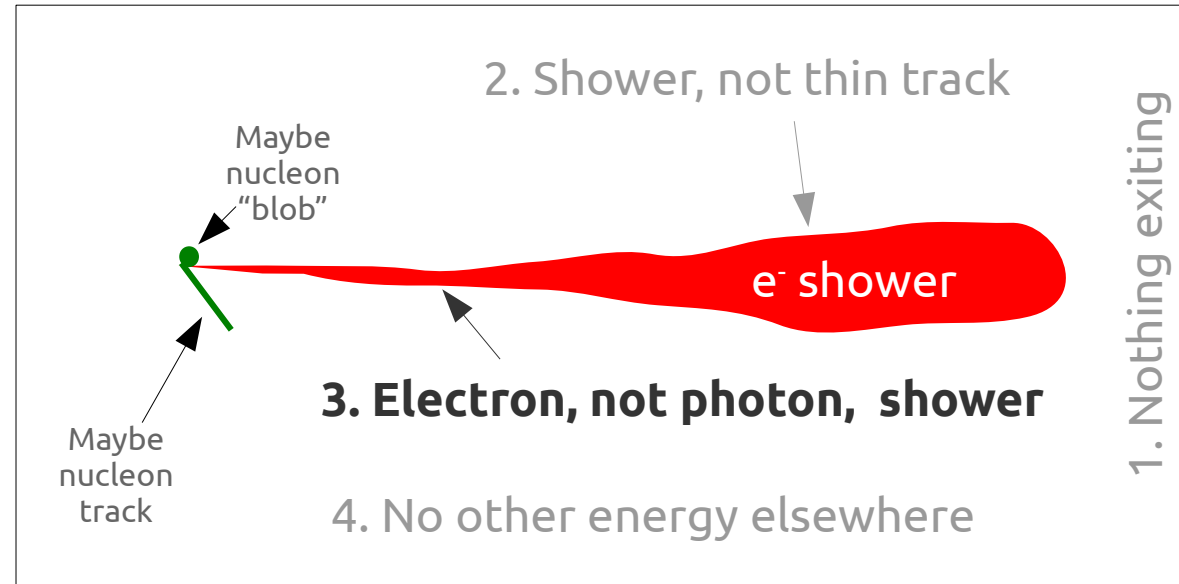 2. Shower, not thin track
Maybe
nucleon
“blob”
e- shower
3. Electron, not photon, shower
Maybe
nucleon
track
4. No other energy elsewhere
1. Nothing exiting